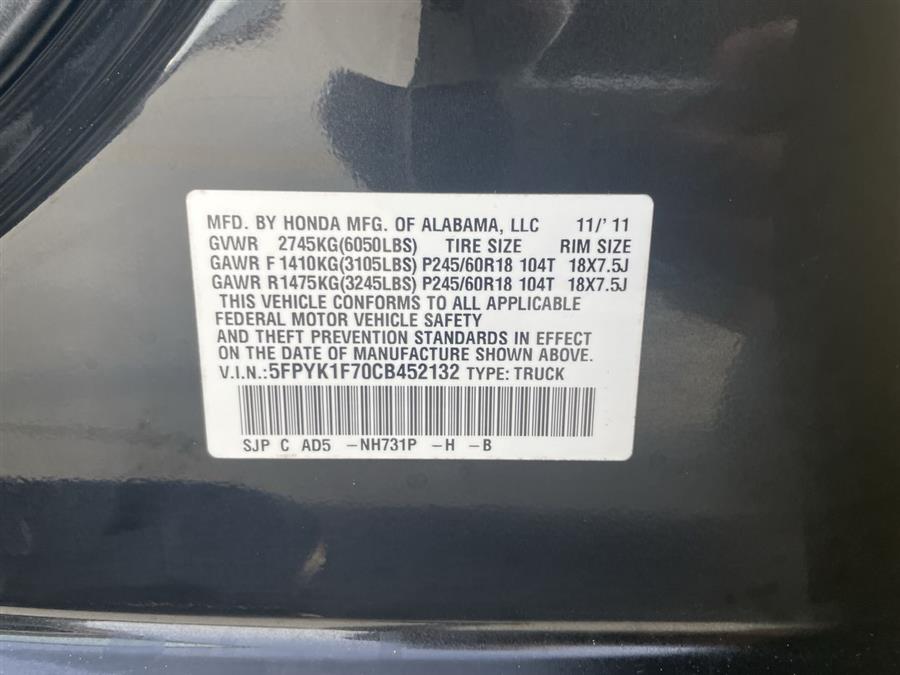 MFD. BY HONDA MFG. OF ALABAMA, LLC 11/'11
GVWR 2745KG(6050LBS) TIRE SIZE RIM SIZE
GAWR F1410KG(3105LBS) P245/60R18 104T 18X7.5J
GAWR R1475KG(3245LBS) P245/60R18 104T 18X7.5J
THIS VEHICLE CONFORMS TO ALL APPLICABLE
FEDERAL MOTOR VEHICLE SAFETY
AND THEFT PREVENTION STANDARDS IN EFFECT
ON THE DATE OF MANUFACTURE SHOWN ABOVE.
V.I.N.:5FPYK1F70CB452132 TYPE: TRUCK
SJP C AD5 -NH731P -H -B